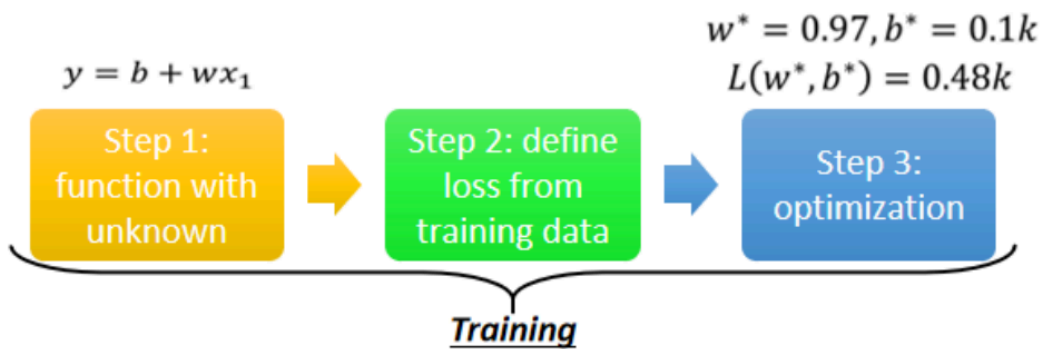 y = b + wx₁
w* = 0.97, b* = 0.1k
L(w*, b*) = 0.48k
Step 1:
function with
unknown
Step 2: define
loss from
training data
Step 3:
optimization
Training